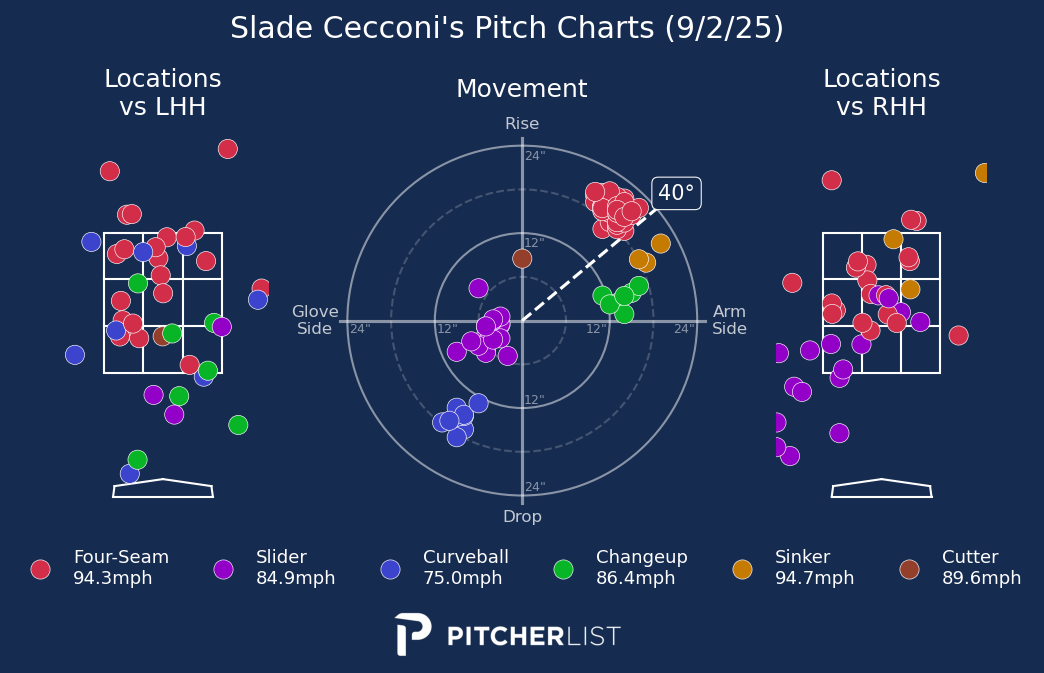 Slade Cecconi's Pitch Charts (9/2/25)
Locations
vs LHH
Movement
Locations
vs RHH
Rise
24"
40°
12"
Glove
Side
24"
12"
12"
24"
Arm
Side
12"
24"
Drop
Four-Seam
94.3mph
Slider
84.9mph
Curveball
75.0mph
Changeup
86.4mph
Sinker
94.7mph
Cutter
89.6mph
PITCHERLIST